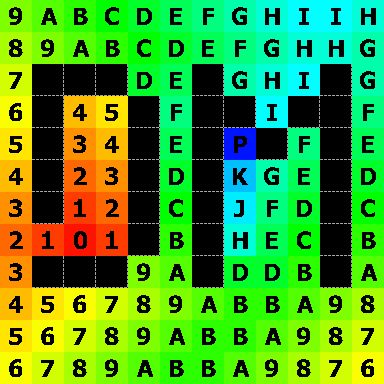 9 A B C D E F G H I I H
8 9 A B C D E F G H H G
7 D E G H I G
6 4 5 F I F
5 3 4 E P F E
4 2 3 D K G E D
3 1 2 C J F D C
2 1 0 1 B H E C B
3 9 A D D B A
4 5 6 7 8 9 A B B A 9 8
5 6 7 8 9 A B B A 9 8 7
6 7 8 9 A B B A 9 8 7 6